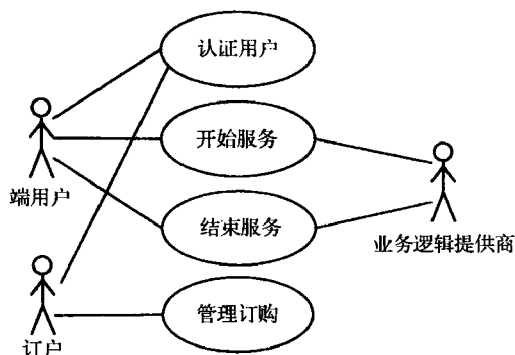 认证用户
开始服务
端用户
结束服务
业务逻辑提供商
管理订购
订户